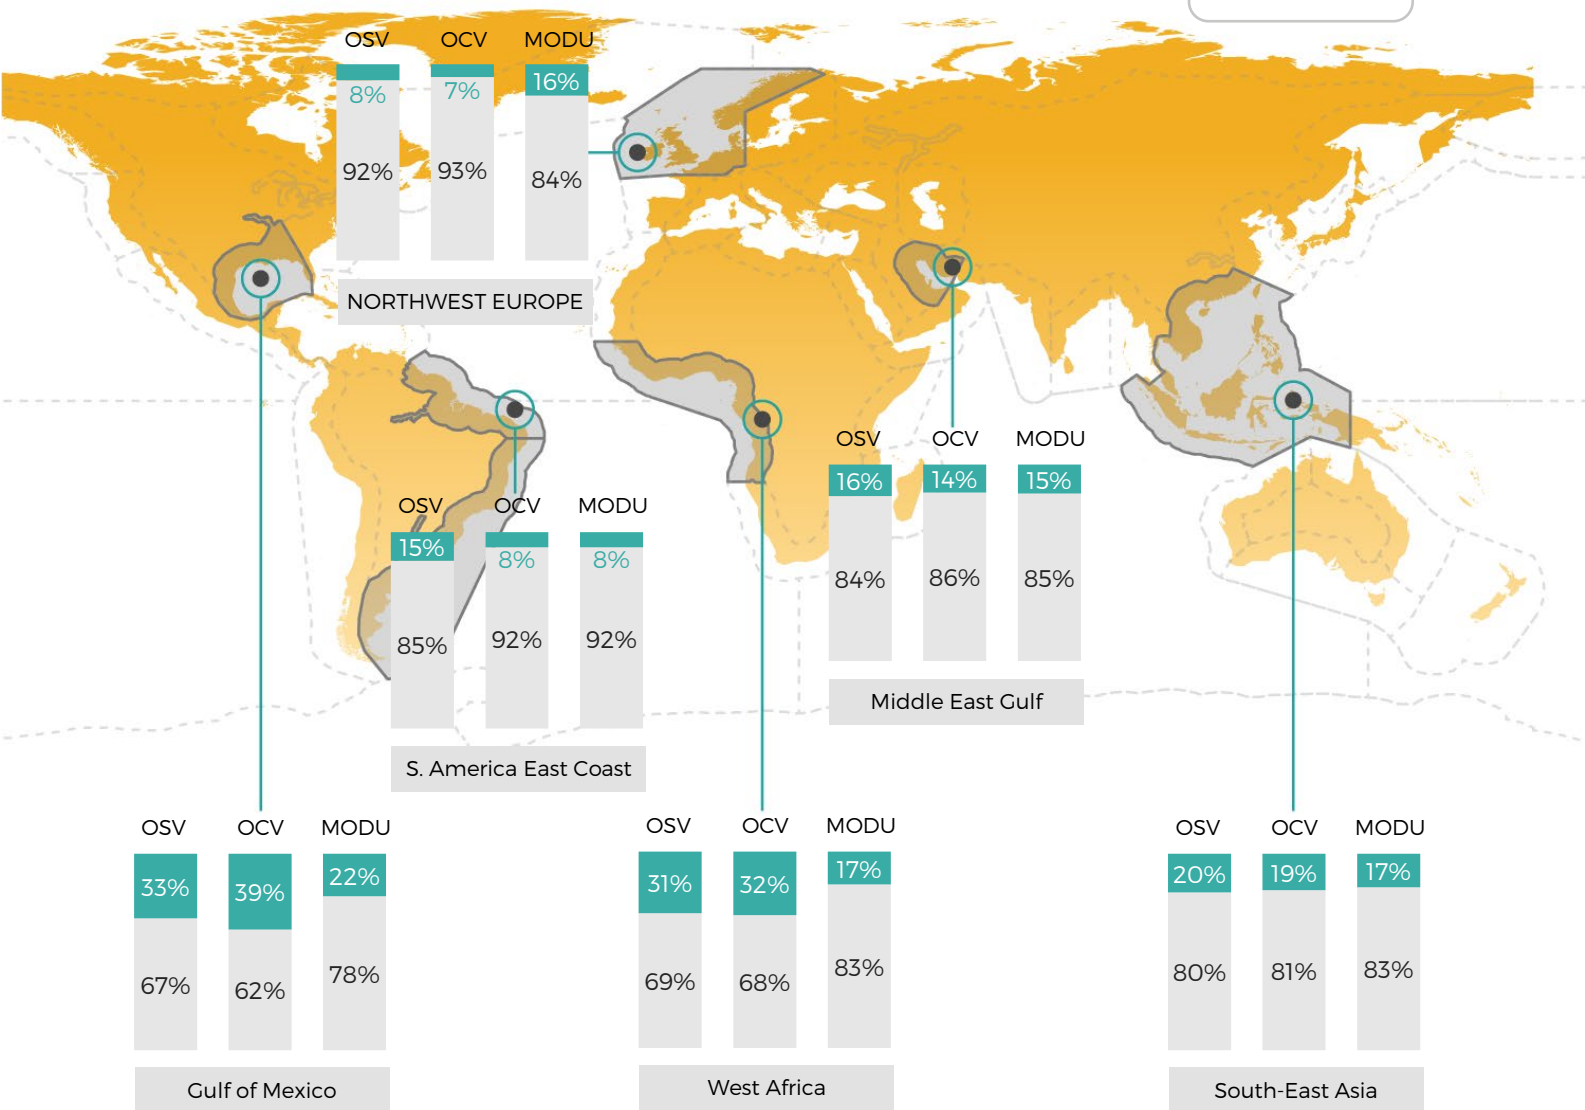 OSV OCV MODU
8% 7% 16%
92% 93% 84%
NORTHWEST EUROPE
OSV OCV MODU
16% 14% 15%
84% 86% 85%
Middle East Gulf
OSV OCV MODU
15% 8% 8%
85% 92% 92%
S. America East Coast
OSV OCV MODU
33% 39% 22%
67% 62% 78%
Gulf of Mexico
OSV OCV MODU
31% 32% 17%
69% 68% 83%
West Africa
OSV OCV MODU
20% 19% 17%
80% 81% 83%
South-East Asia